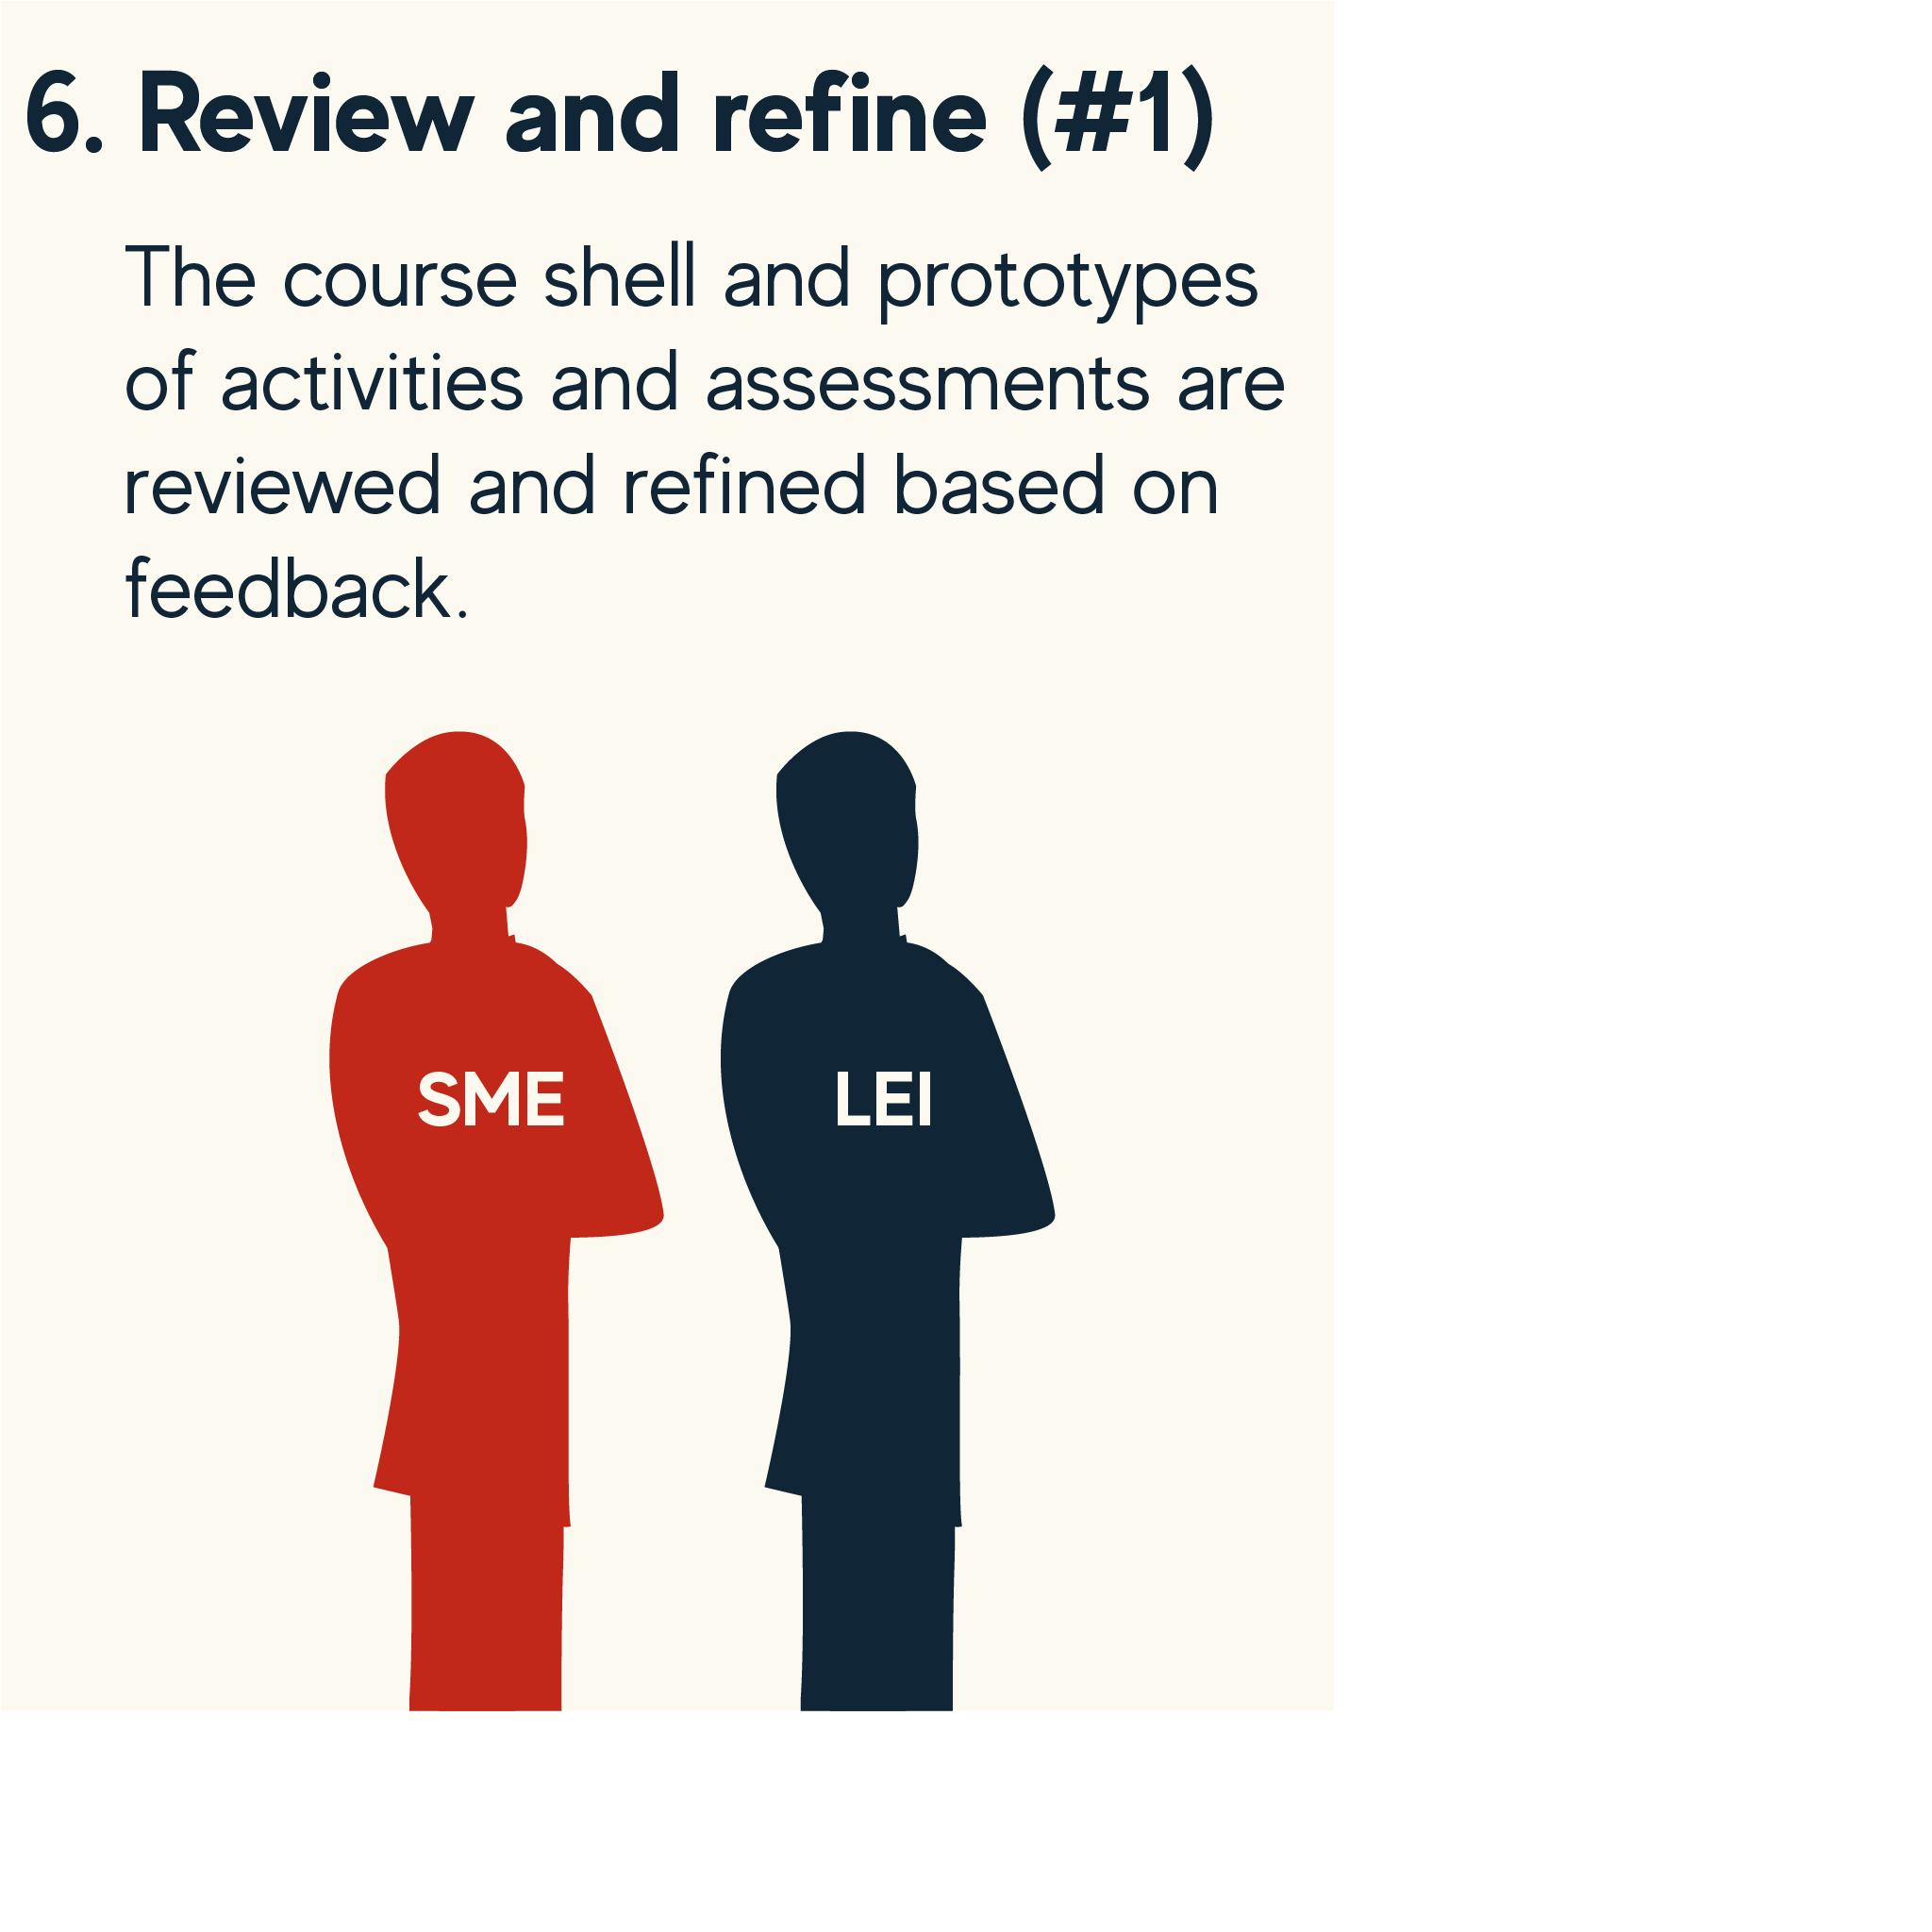 6. Review and refine (#1)
The course shell and prototypes
of activities and assessments are
reviewed and refined based on
feedback.
SME
LEI